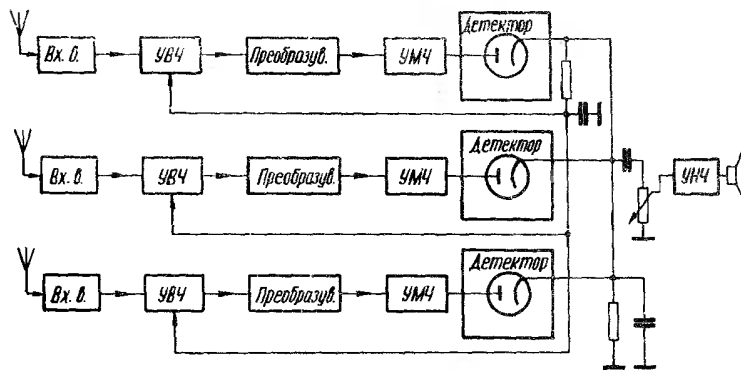 Детектор
Вх. в.
УВЧ
Преобразув.
УМЧ
Детектор
Вх. в.
УВЧ
Преобразув.
УМЧ
УНЧ
Детектор
Вх. в.
УВЧ
Преобразув.
УМЧ